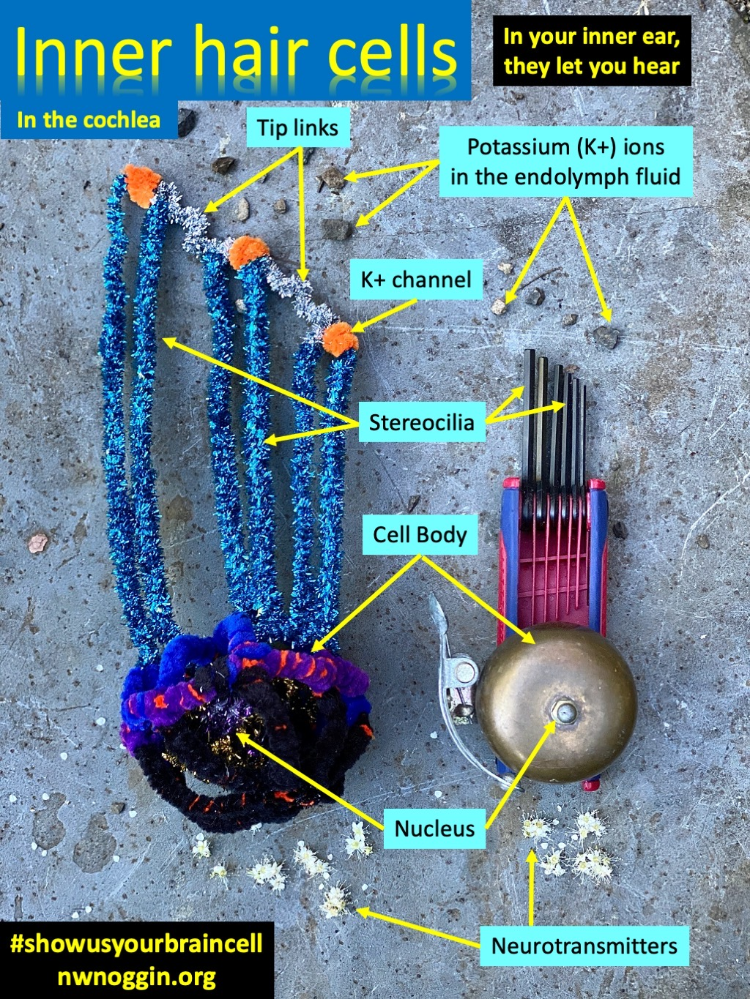 Inner hair cells
In your inner ear,
they let you hear
In the cochlea
Tip links
Potassium (K+) ions
in the endolymph fluid
K+ channel
Stereocilia
Cell Body
Nucleus
Neurotransmitters
#showusyourbraincell
nwnoggin.org